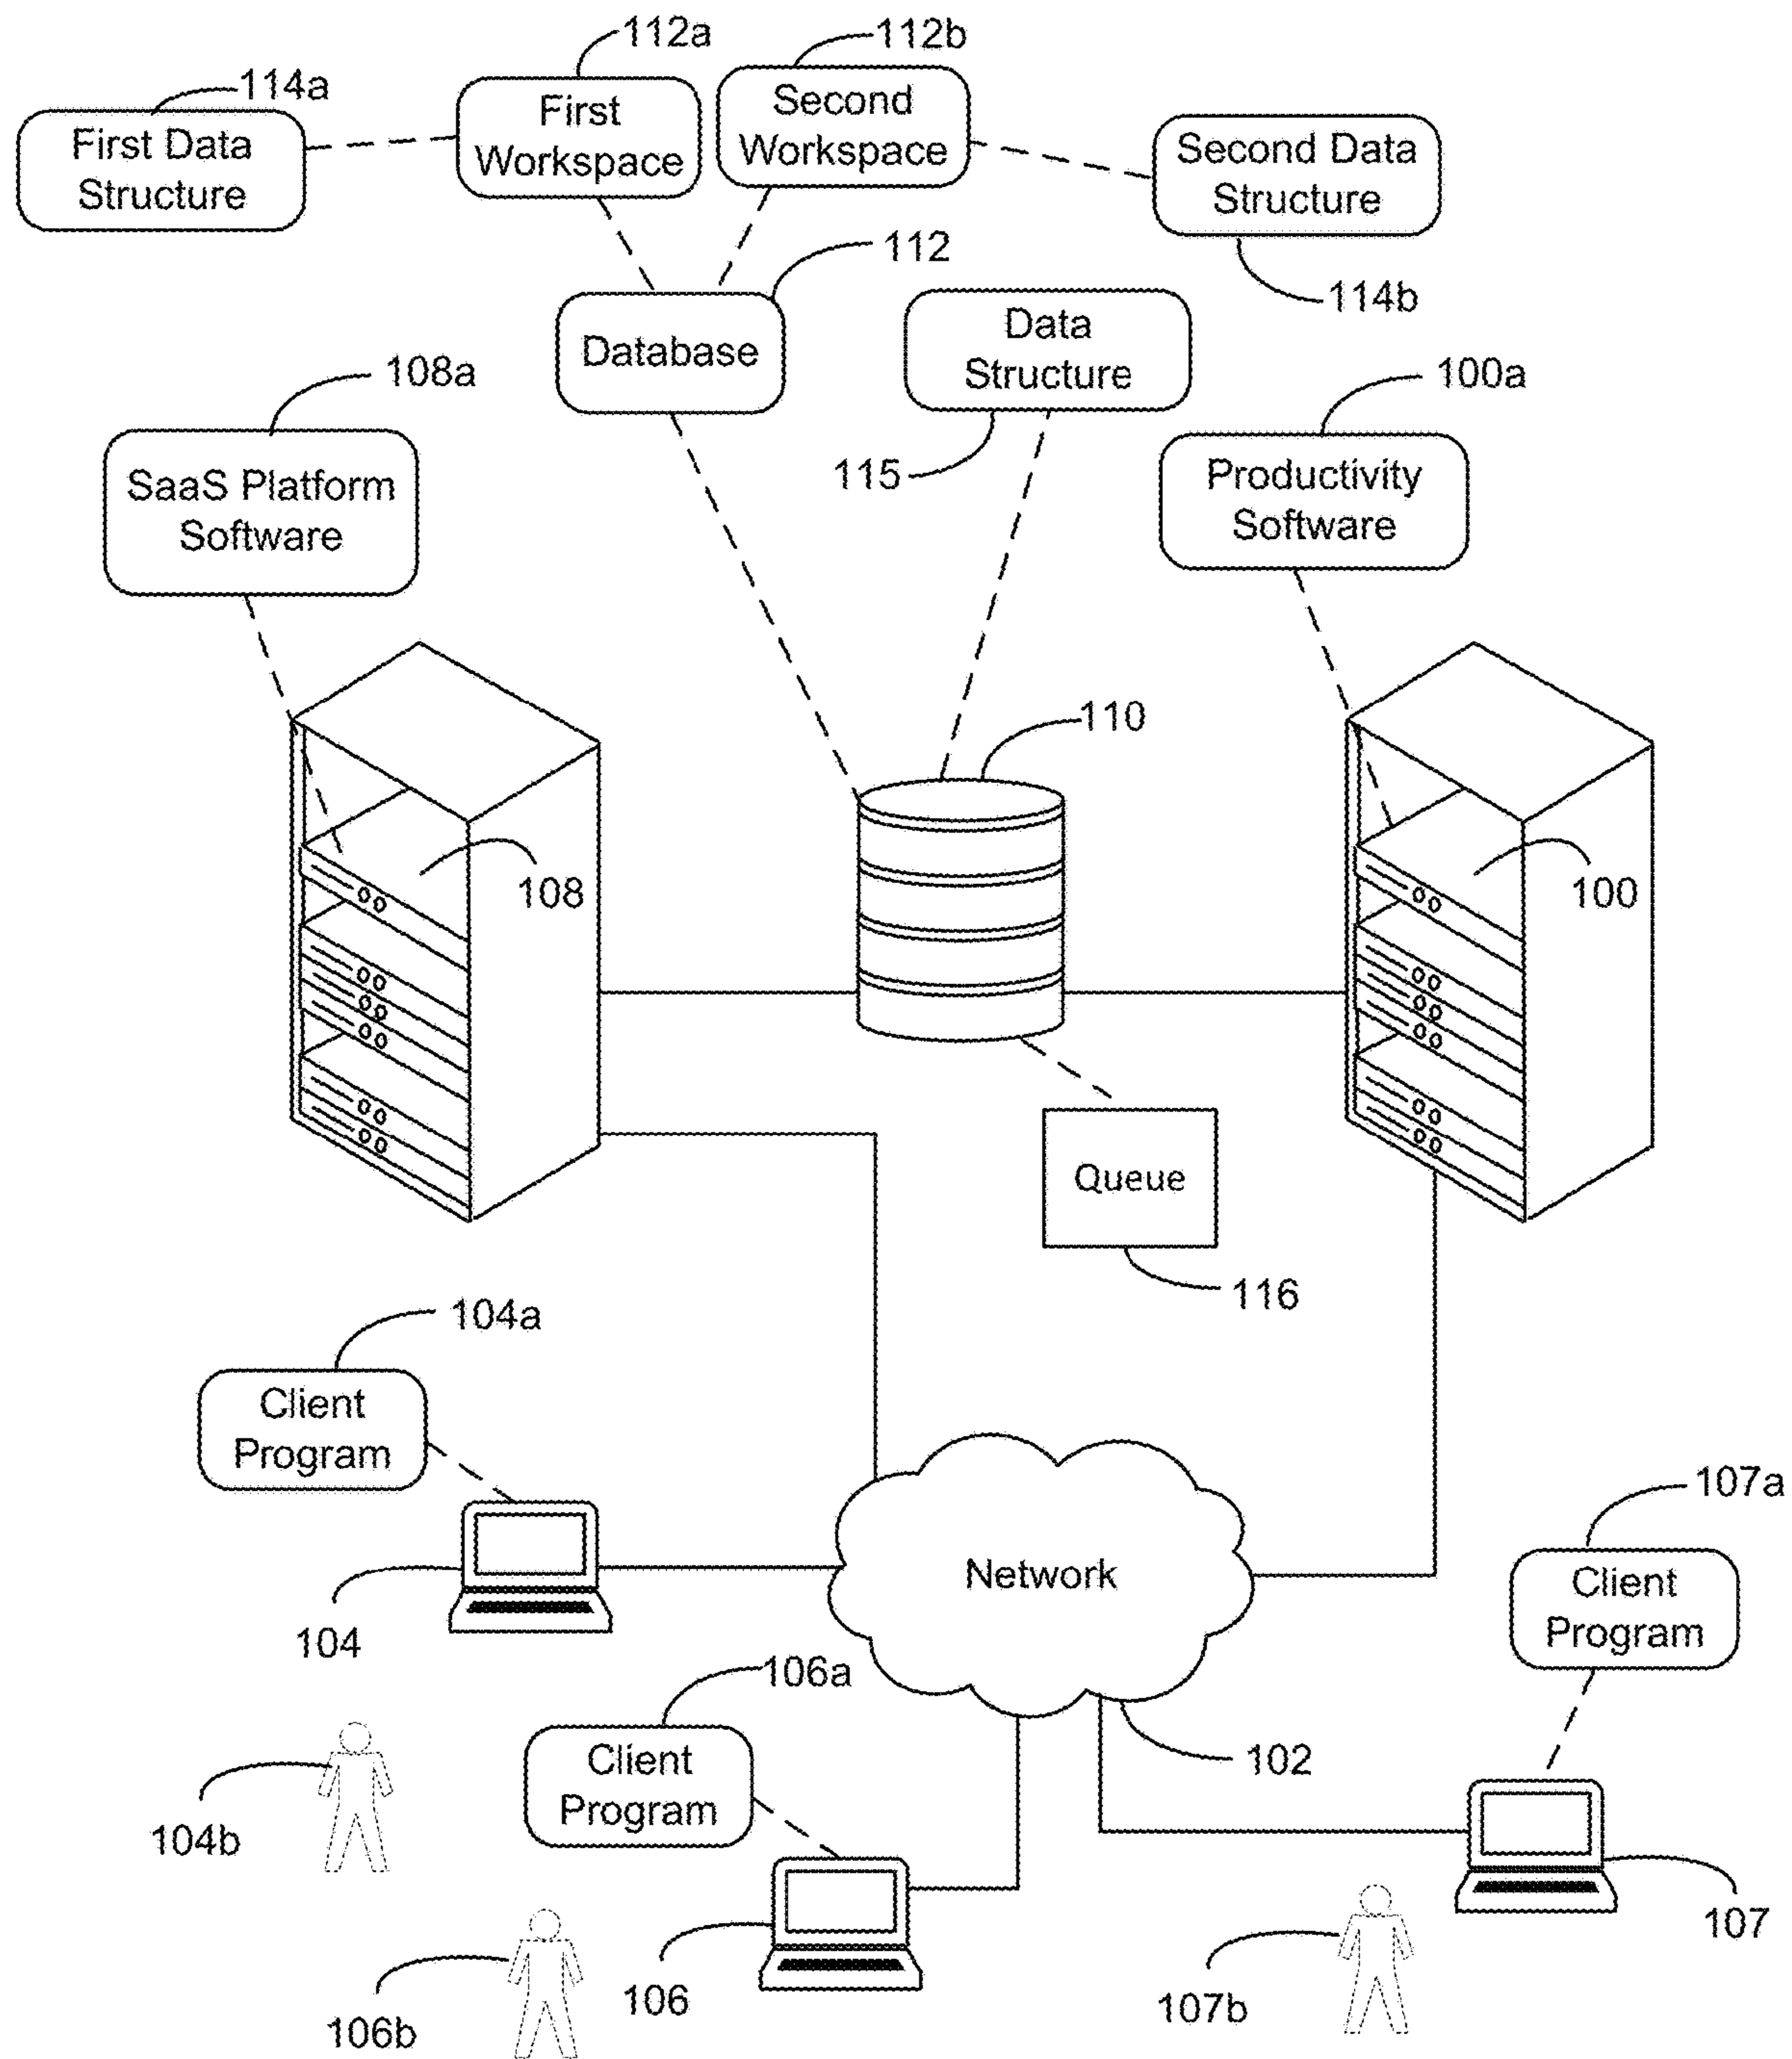 112a
112b
114a
First Data
Structure
First
Workspace
Second
Workspace
Second Data
Structure
112
114b
Database
Data
Structure
108a
100a
115
SaaS Platform
Software
Productivity
Software
110
108
100
Queue
116
104a
Client
Program
107a
Network
Client
Program
104
106a
102
Client
Program
104b
107
106
107b
106b